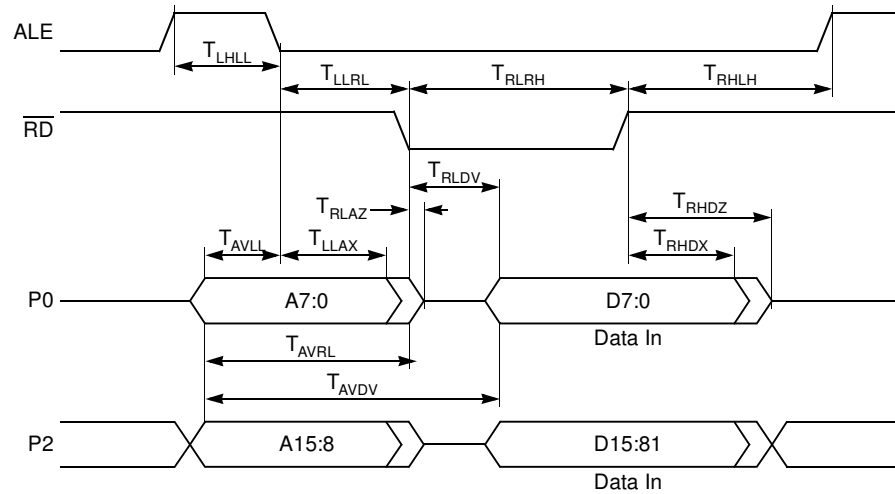 ALE
T_LHLL
T_LLRL
T_RLRH
T_RHLH
RD
T_RLDV
T_RLAZ
T_RHDZ
T_AVLL
T_LLAX
T_RHDX
P0
A7:0
D7:0
Data In
T_AVRL
T_AVDV
P2
A15:8
D15:81
Data In